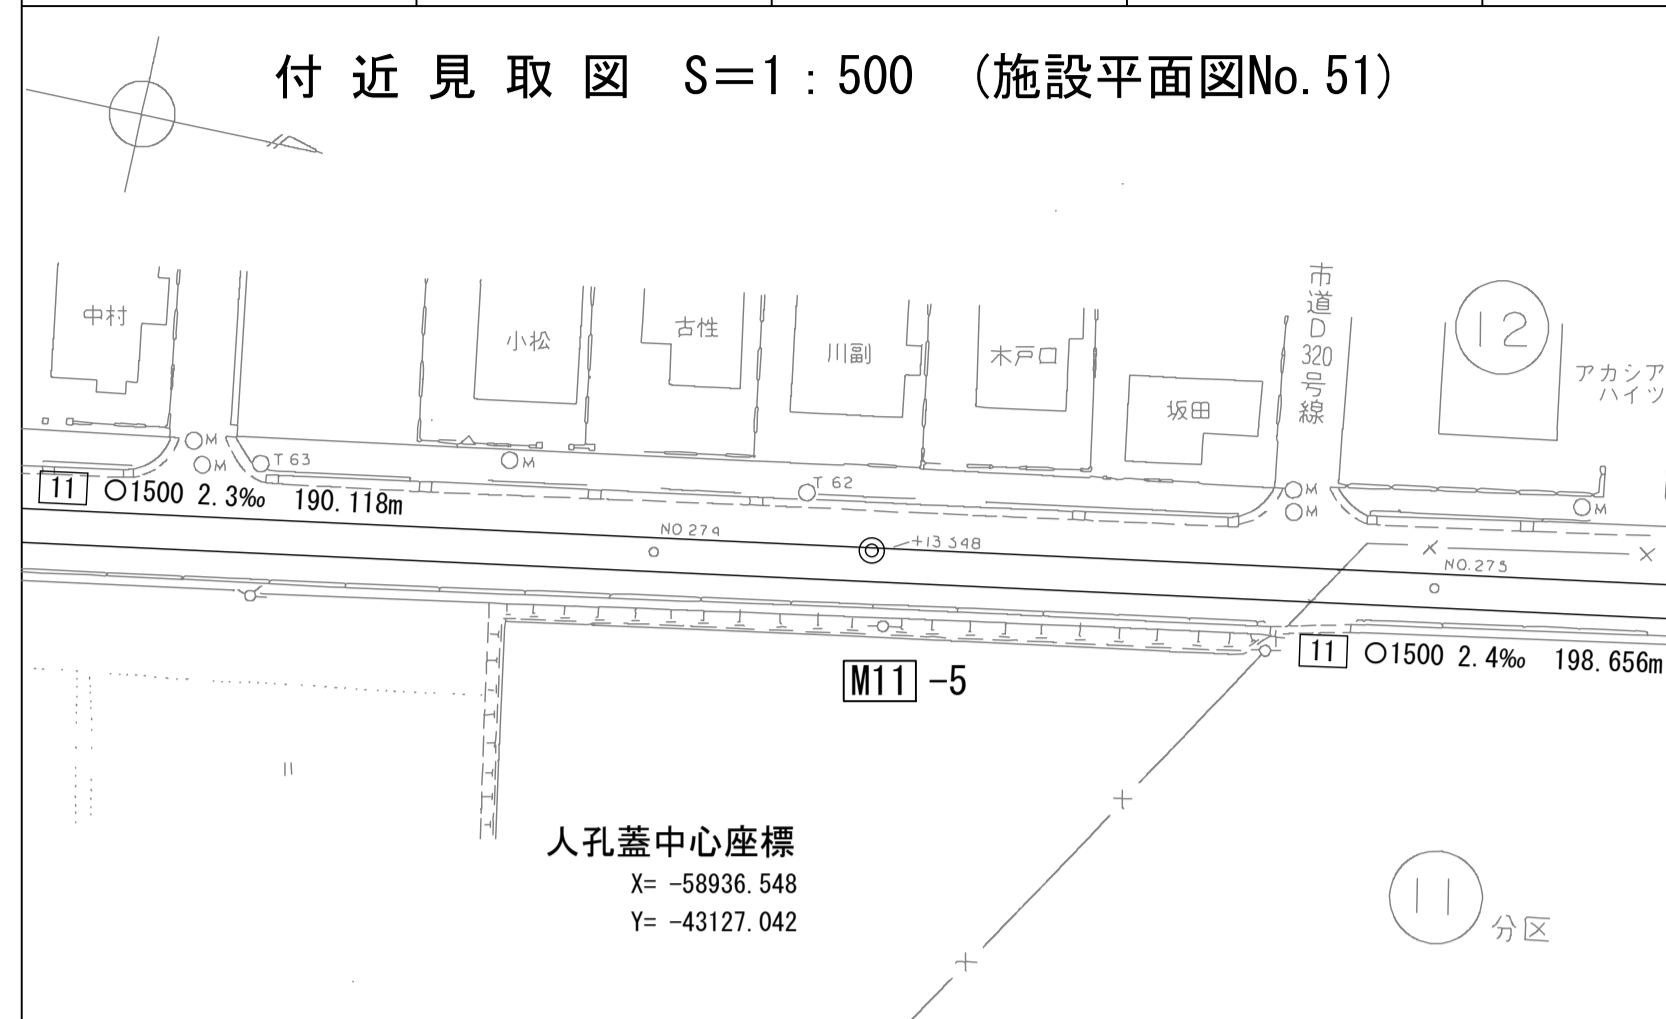 付近見取図 S=1:500 (施設平面図No.51)
中村
小松
古性
川副
木戸口
坂田
市道D320号線
12
アカシア
ハイツ
M
M
T 63
M
T 62
M
M
M
11 ○1500 2.3‰ 190.118m
NO 274
+13 548
NO.275
11 ○1500 2.4‰ 198.656m
M11 -5
人孔蓋中心座標
X= -58936.548
Y= -43127.042
11 分区